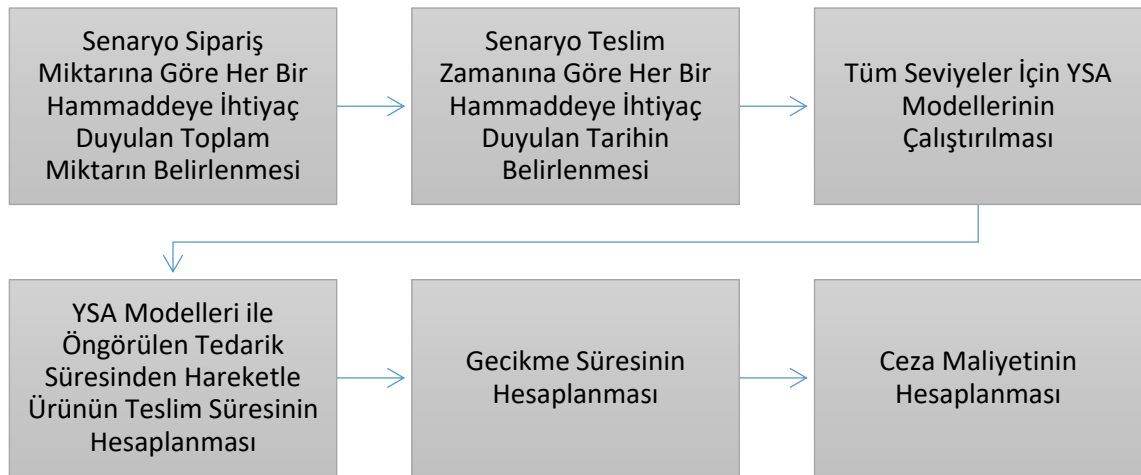 Senaryo Sipariş
Miktarına Göre Her Bir
Hammaddeye İhtiyaç
Duyulan Toplam
Miktarın Belirlenmesi
Senaryo Teslim
Zamanına Göre Her Bir
Hammaddeye İhtiyaç
Duyulan Tarihin
Belirlenmesi
Tüm Seviyeler İçin YSA
Modellerinin
Çalıştırılması
YSA Modelleri ile
Öngörülen Tedarik
Süresinden Hareketle
Ürünün Teslim Süresinin
Hesaplanması
Gecikme Süresinin
Hesaplanması
Ceza Maliyetinin
Hesaplanması